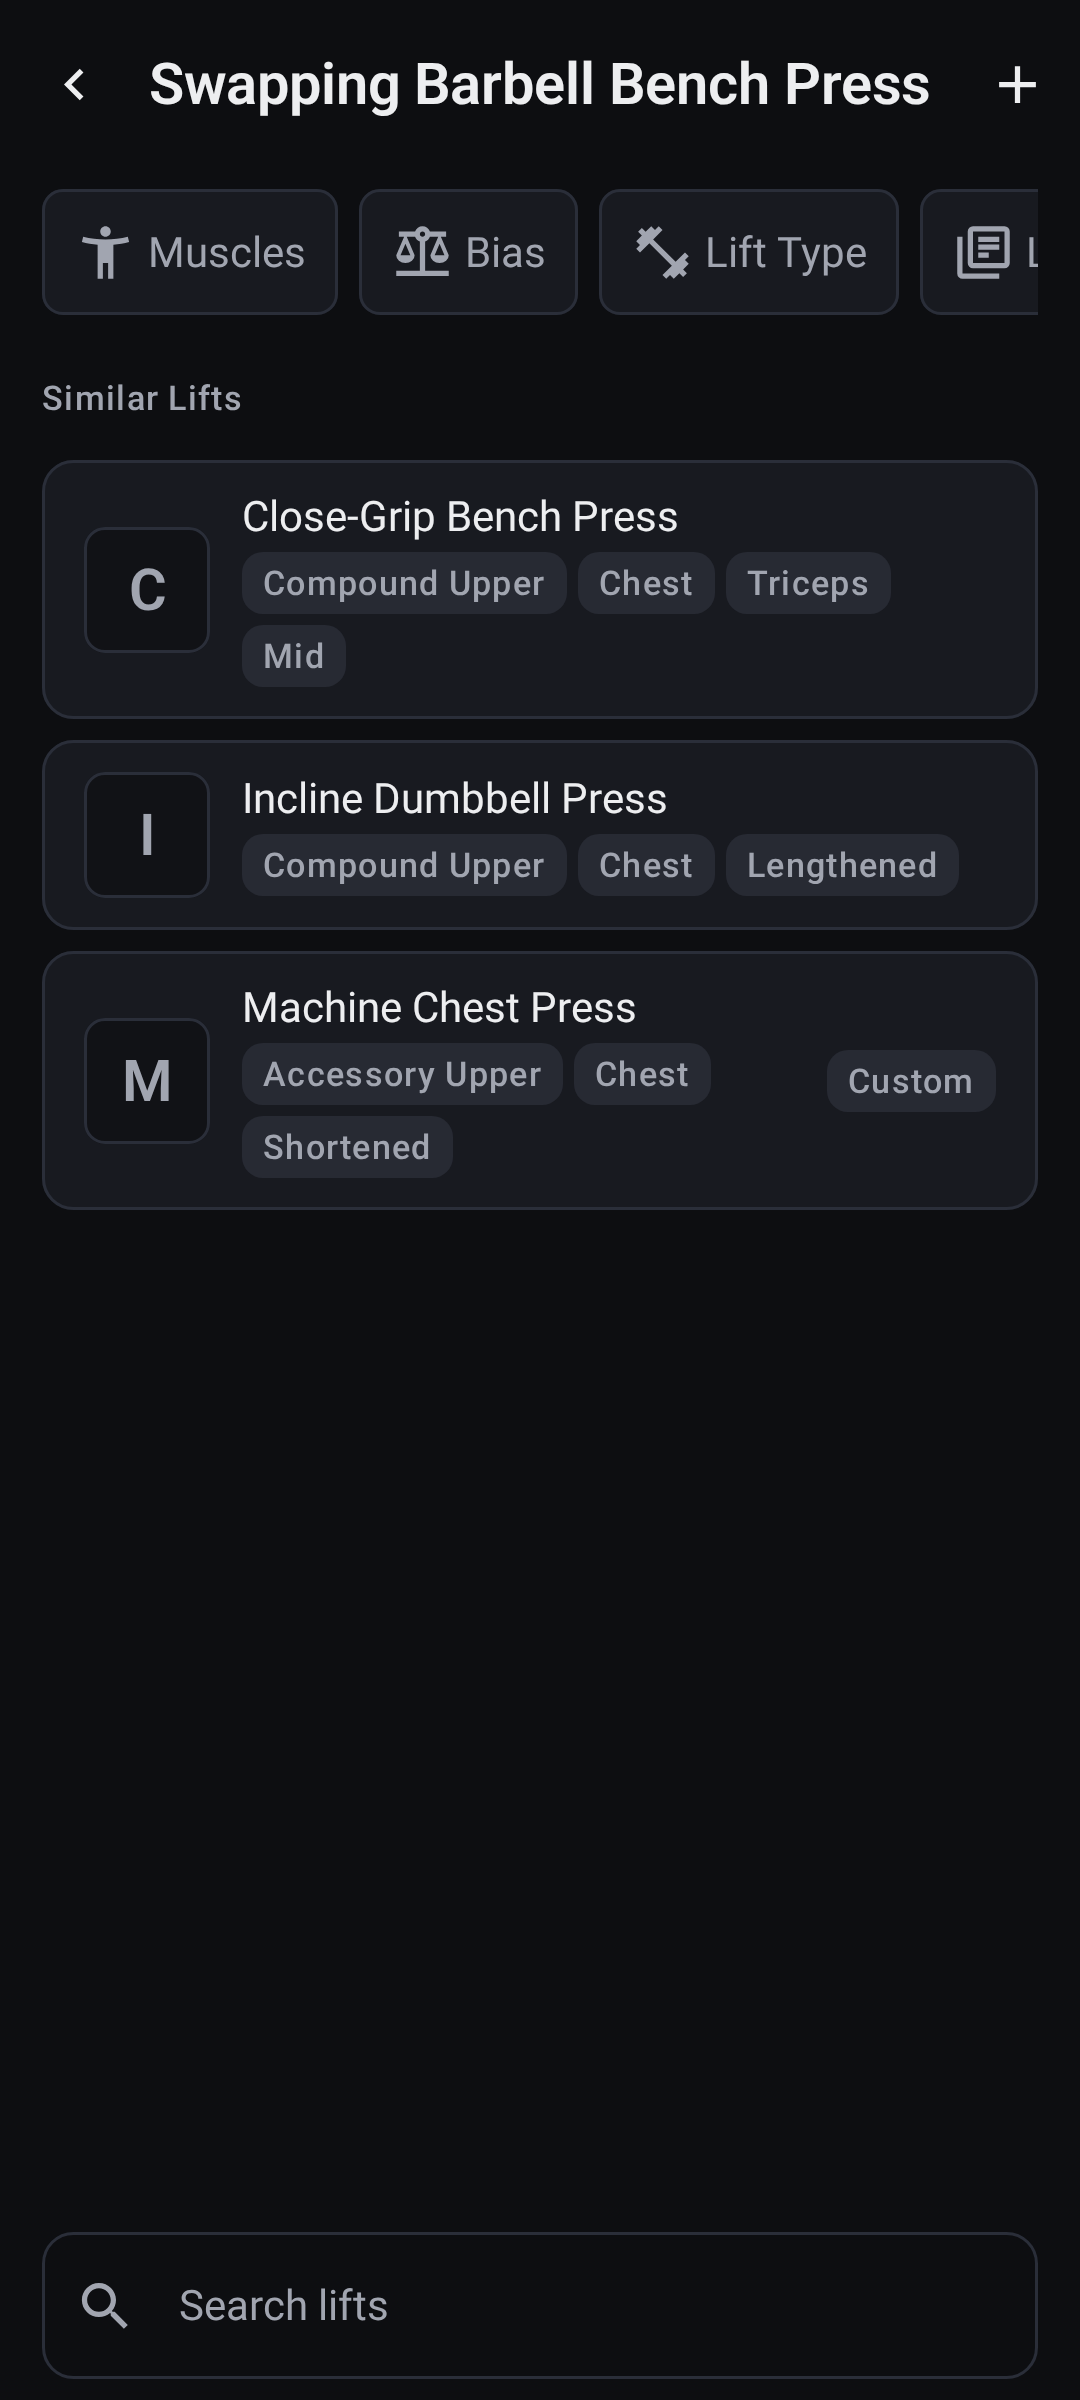 Swapping Barbell Bench Press
Muscles
Bias
Lift Type
Similar Lifts
C
Close-Grip Bench Press
Compound Upper
Chest
Triceps
Mid
I
Incline Dumbbell Press
Compound Upper
Chest
Lengthened
M
Machine Chest Press
Accessory Upper
Chest
Shortened
Custom
Search lifts